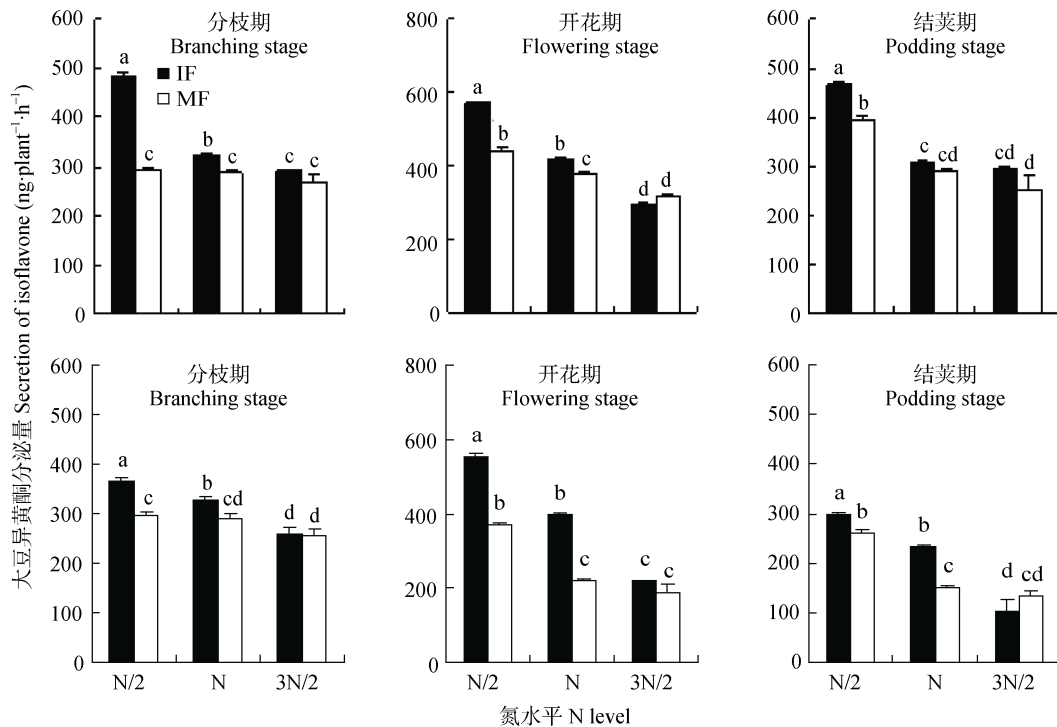 大豆异黄酮分泌量 Secretion of isoflavone (ng·plant⁻¹·h⁻¹)
分枝期
Branching stage
600
500
400
300
200
100
0
IF
MF
a
c
b
c
c
c
开花期
Flowering stage
800
600
400
200
0
a
b
b
c
d
d
结荚期
Podding stage
600
500
400
300
200
100
0
a
b
c
cd
cd
d
分枝期
Branching stage
600
500
400
300
200
100
0
a
c
b
cd
d
d
N/2
N
3N/2
开花期
Flowering stage
800
600
400
200
0
a
b
b
c
c
c
N/2
N
3N/2
结荚期
Podding stage
600
500
400
300
200
100
0
a
b
b
c
d
cd
N/2
N
3N/2
氮水平 N level